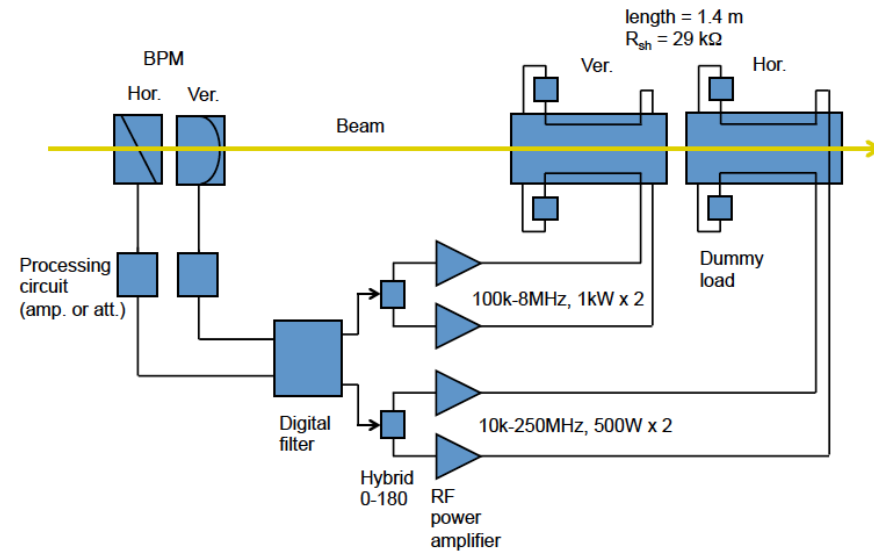 length = 1.4 m
Rsh = 29 kΩ
BPM
Ver.
Hor.
Hor.
Ver.
Beam
Processing
circuit
(amp. or att.)
Dummy
load
100k-8MHz, 1kW x 2
Digital
filter
10k-250MHz, 500W x 2
Hybrid
0-180
RF
power
amplifier